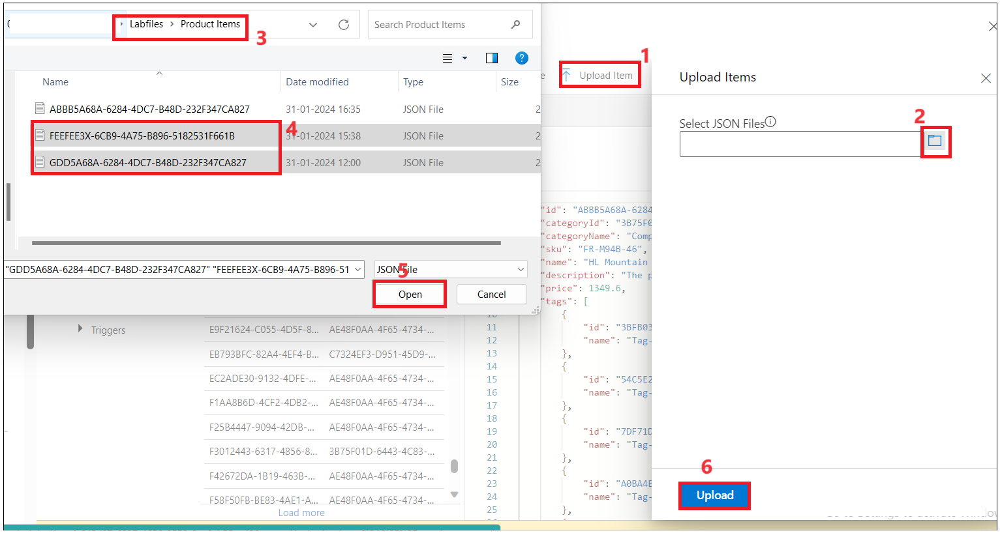 Labfiles > Product Items
3
Search Product Items
1
Upload Item
Upload Items
Name
Date modified
Type
Size
ABBB5A68A-6284-4DC7-B48D-232F347CA827
31-01-2024 16:35
JSON File
2
FEEFEE3X-6CB9-4A75-B896-5182531F661B
4
31-01-2024 15:38
JSON File
2
GDD5A68A-6284-4DC7-B48D-232F347CA827
31-01-2024 12:00
JSON File
2
Select JSON Files
2
"GDD5A68A-6284-4DC7-B48D-232F347CA827" "FEEFEE3X-6CB9-4A75-B896-51
JSON File
5
Open
Cancel
"id": "ABBB5A68A-6284
"categoryId": "3B75F0
"categoryName": "Comp
"sku": "FR-M94B-46",
"name": "HL Mountain
"description": "The p
"price": 1349.6,
"tags": [
{
11 "id": "3BFB03
12 "name": "Tag-
13 },
14 {
15 "id": "54C5E2
16 "name": "Tag-
17 },
18 {
19 "id": "7DF71D
20 "name": "Tag-
21 },
22 {
23 "id": "A0BA4E
24 "name": "Tag-
25 },
Triggers
E9F21624-C055-4D5F-8... AE48F0AA-4F65-4734-...
EB793BFC-82A4-4EF4-B... C7324EF3-D951-45D9-...
EC2ADE30-9132-4DFE-... AE48F0AA-4F65-4734-...
F1AA8B6D-4CF2-4DB2-... AE48F0AA-4F65-4734-...
F25B4447-9094-42DB-... AE48F0AA-4F65-4734-...
F3012443-6317-4856-8... 3B75F01D-6443-4C83-...
F42672DA-1B19-463B-... AE48F0AA-4F65-4734-...
F58F50FB-BE83-4AE1-A... AE48F0AA-4F65-4734-...
Load more
6
Upload